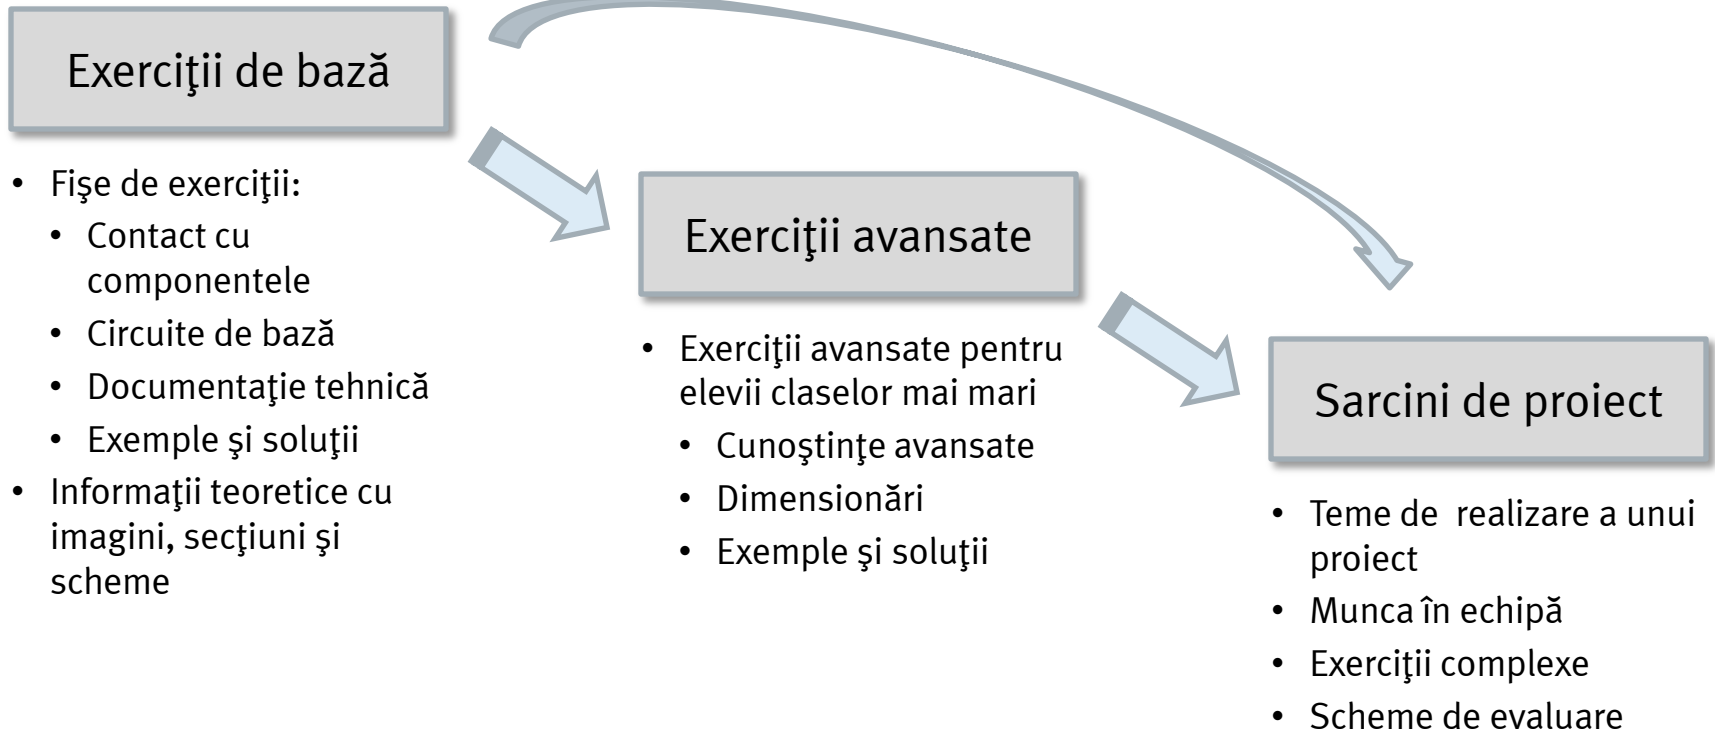 Exerciţii de bază
• Fişe de exerciţii:
• Contact cu
componentele
• Circuite de bază
• Documentaţie tehnică
• Exemple şi soluţii
• Informaţii teoretice cu
imagini, secţiuni şi
scheme
Exerciţii avansate
• Exerciţii avansate pentru
elevii claselor mai mari
• Cunoştinţe avansate
• Dimensionări
• Exemple şi soluţii
Sarcini de proiect
• Teme de  realizare a unui
proiect
• Munca în echipă
• Exerciţii complexe
• Scheme de evaluare